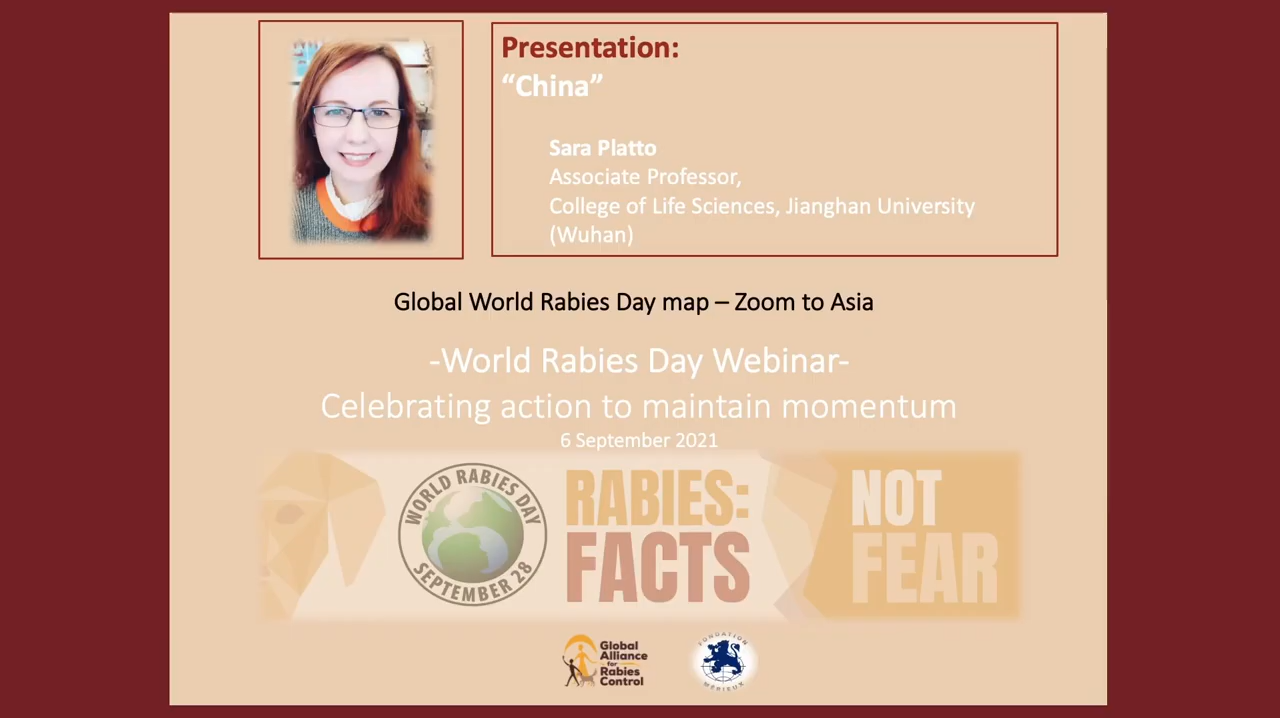 Presentation:
“China”
Sara Platto
Associate Professor,
College of Life Sciences, Jianghan University
(Wuhan)
Global World Rabies Day map – Zoom to Asia
-World Rabies Day Webinar-
Celebrating action to maintain momentum
6 September 2021
WORLD RABIES DAY
SEPTEMBER 28
RABIES:
FACTS
NOT
FEAR
Global
Alliance
for
Rabies
Control
FONDATION
MÉRIEUX